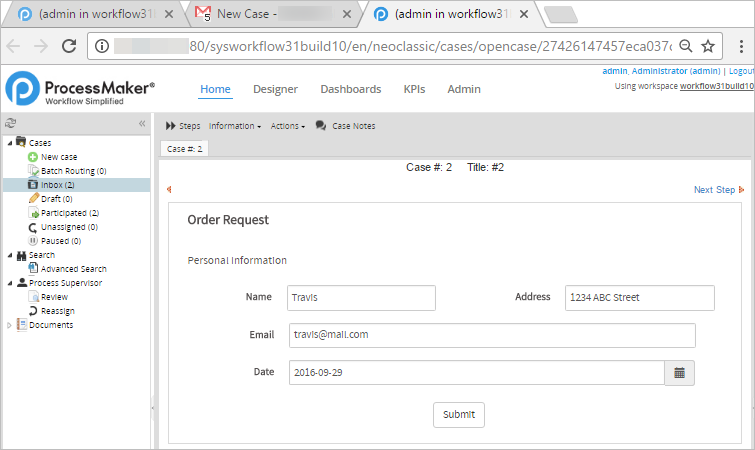 (admin in workflow31
New Case -
(admin in workflow31
80/sysworkflow31build10/en/neoclassic/cases/opencase/27426147457eca037
ProcessMaker®
Workflow Simplified
Home Designer Dashboards KPIs Admin
admin, Administrator (admin) | Logout
Using workspace workflow31build10
Steps Information Actions Case Notes
Cases
New case
Batch Routing (0)
Inbox (2)
Draft (0)
Participated (2)
Unassigned (0)
Paused (0)
Search
Advanced Search
Process Supervisor
Review
Reassign
Documents
Case #: 2
Case #: 2 Title: #2
Next Step
Order Request
Personal Information
Name Travis Address 1234 ABC Street
Email travis@mail.com
Date 2016-09-29
Submit